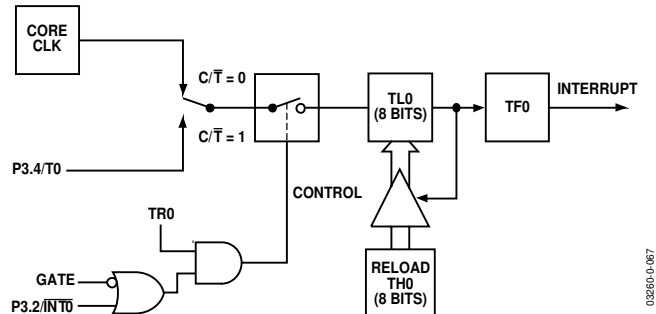 CORE
CLK
C/T̅ = 0
C/T̅ = 1
TL0
(8 BITS)
TF0
INTERRUPT
P3.4/T0
CONTROL
TR0
GATE
P3.2/I̅N̅T̅0̅
RELOAD
TH0
(8 BITS)
03260-0-067